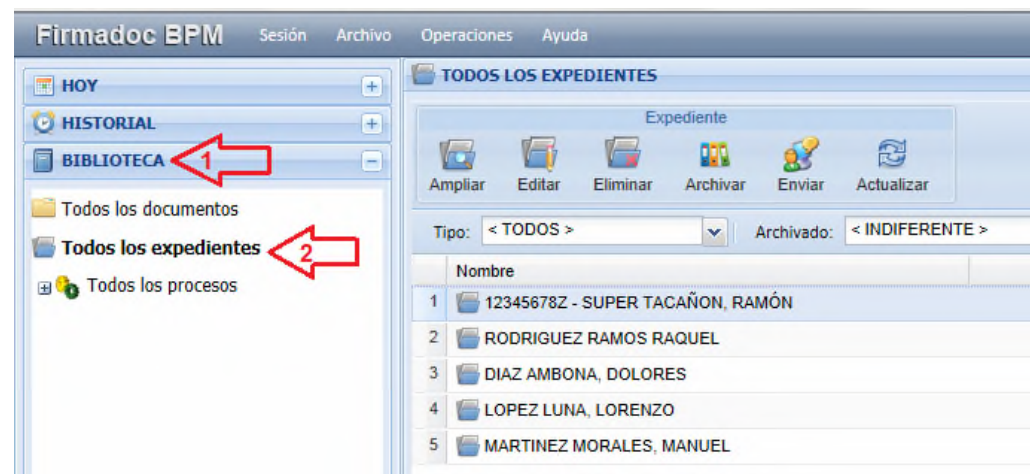 Firmadoc BPM Sesión Archivo Operaciones Ayuda
HOY
HISTORIAL
BIBLIOTECA 1
Todos los documentos
Todos los expedientes 2
Todos los procesos
TODOS LOS EXPEDIENTES
Expediente
Ampliar Editar Eliminar Archivar Enviar Actualizar
Tipo: < TODOS > Archivado: < INDIFERENTE >
Nombre
1 12345678Z - SUPER TACAÑON, RAMÓN
2 RODRIGUEZ RAMOS RAQUEL
3 DIAZ AMBONA, DOLORES
4 LOPEZ LUNA, LORENZO
5 MARTINEZ MORALES, MANUEL